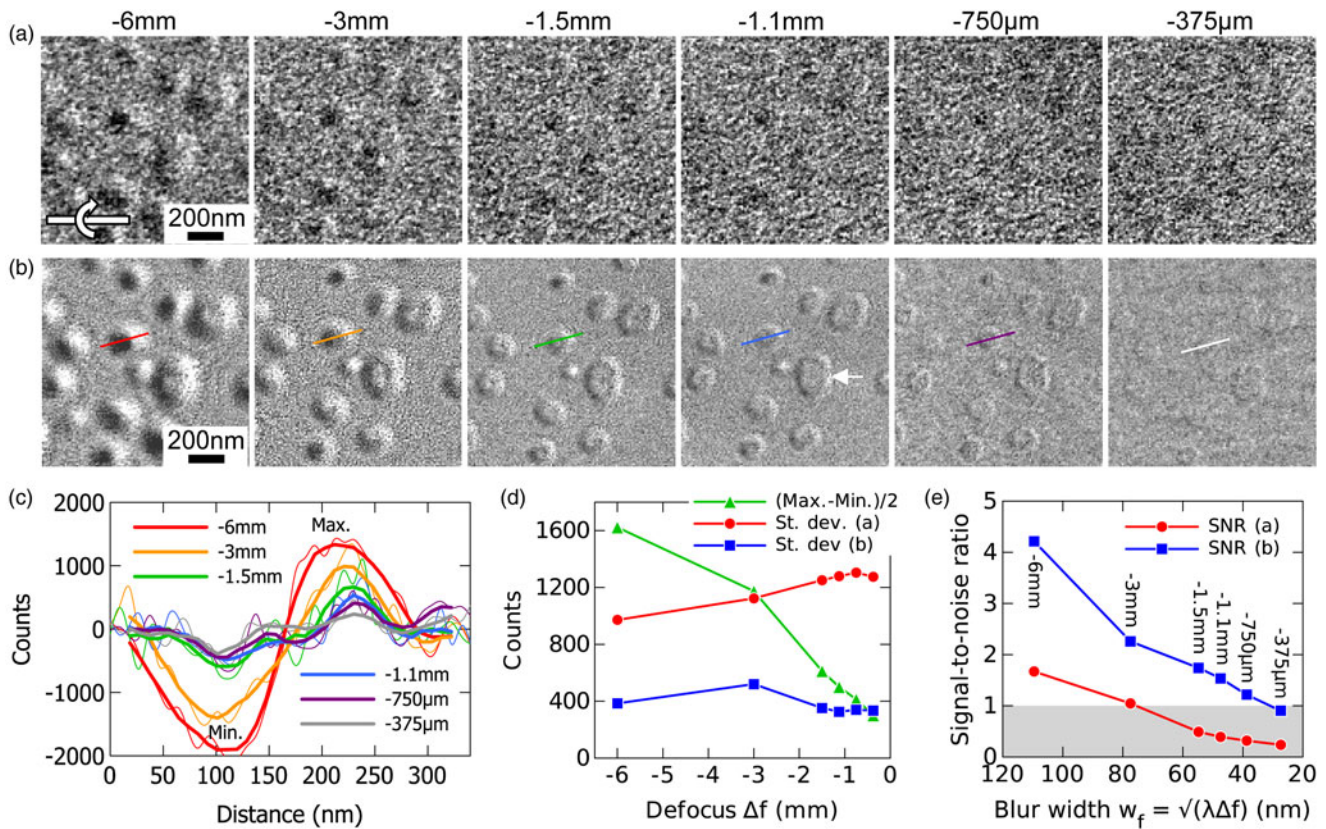 -6mm -3mm -1.5mm -1.1mm -750μm -375μm
(a)
200nm
(b)
200nm
(c)
2000
1000
0
-1000
-2000
Counts
-6mm
-3mm
-1.5mm
Max.
Min.
-1.1mm
-750μm
-375μm
0 50 100 150 200 250 300
Distance (nm)
(d)
(Max.-Min.)/2
St. dev. (a)
St. dev (b)
1600
1200
800
400
0
Counts
-6 -5 -4 -3 -2 -1 0
Defocus Δf (mm)
(e)
5
4
3
2
1
0
Signal-to-noise ratio
SNR (a)
SNR (b)
-6mm
-3mm
-1.5mm
-1.1mm
-750μm
-375μm
120 100 80 60 40 20
Blur width w_f = √(λΔf) (nm)